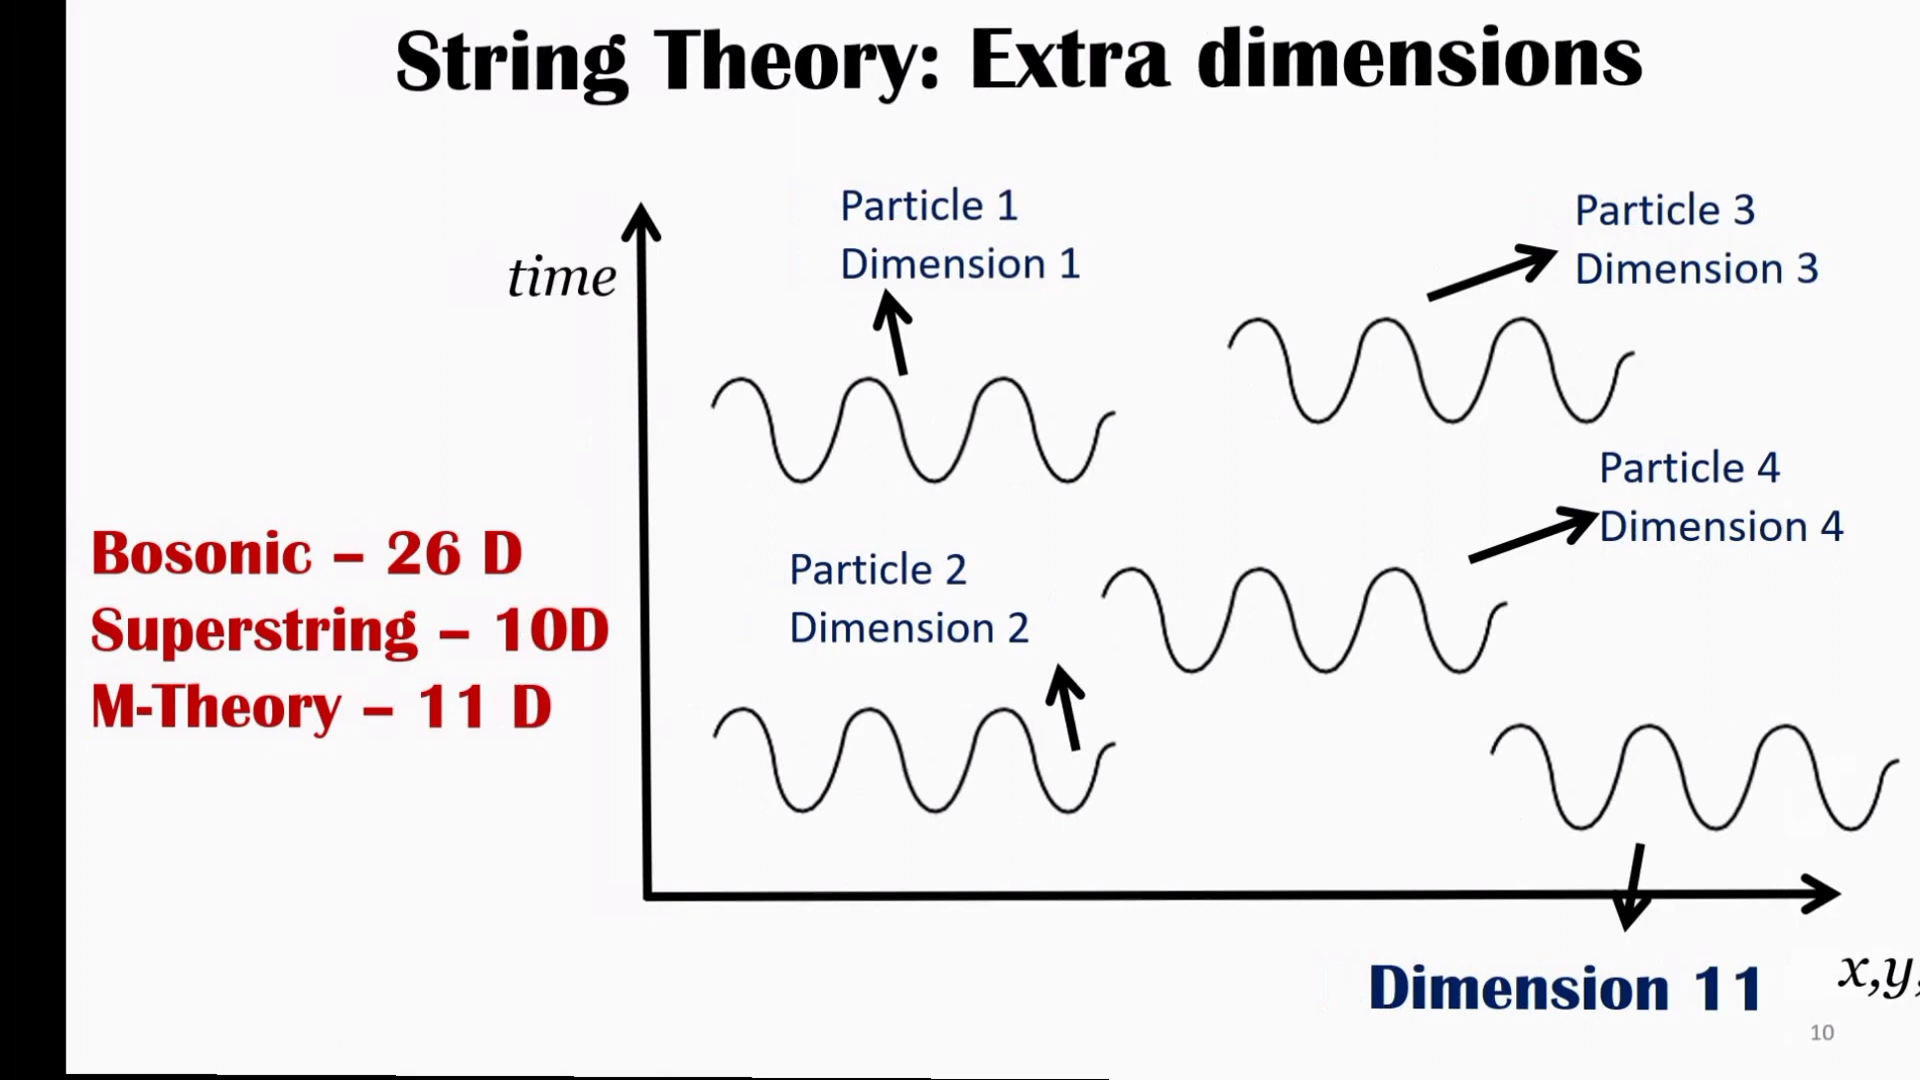 String Theory: Extra dimensions
time
Particle 1
Dimension 1
Particle 3
Dimension 3
Particle 4
Dimension 4
Bosonic – 26 D
Superstring – 10D
M-Theory – 11 D
Particle 2
Dimension 2
Dimension 11
x,y,
10